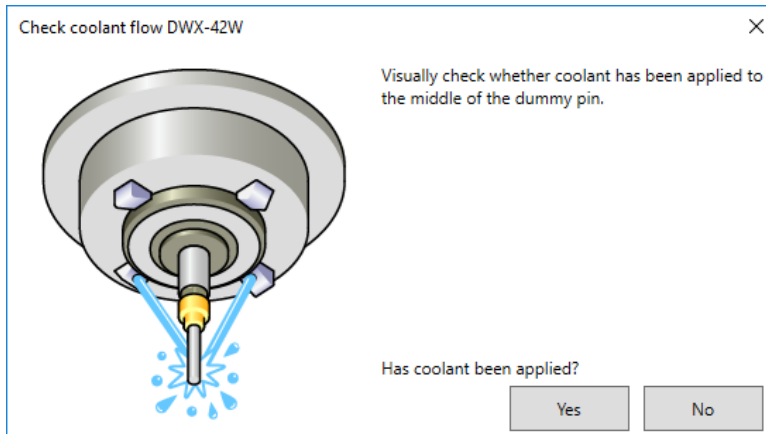 Check coolant flow DWX-42W
Visually check whether coolant has been applied to
the middle of the dummy pin.
Has coolant been applied?
Yes
No